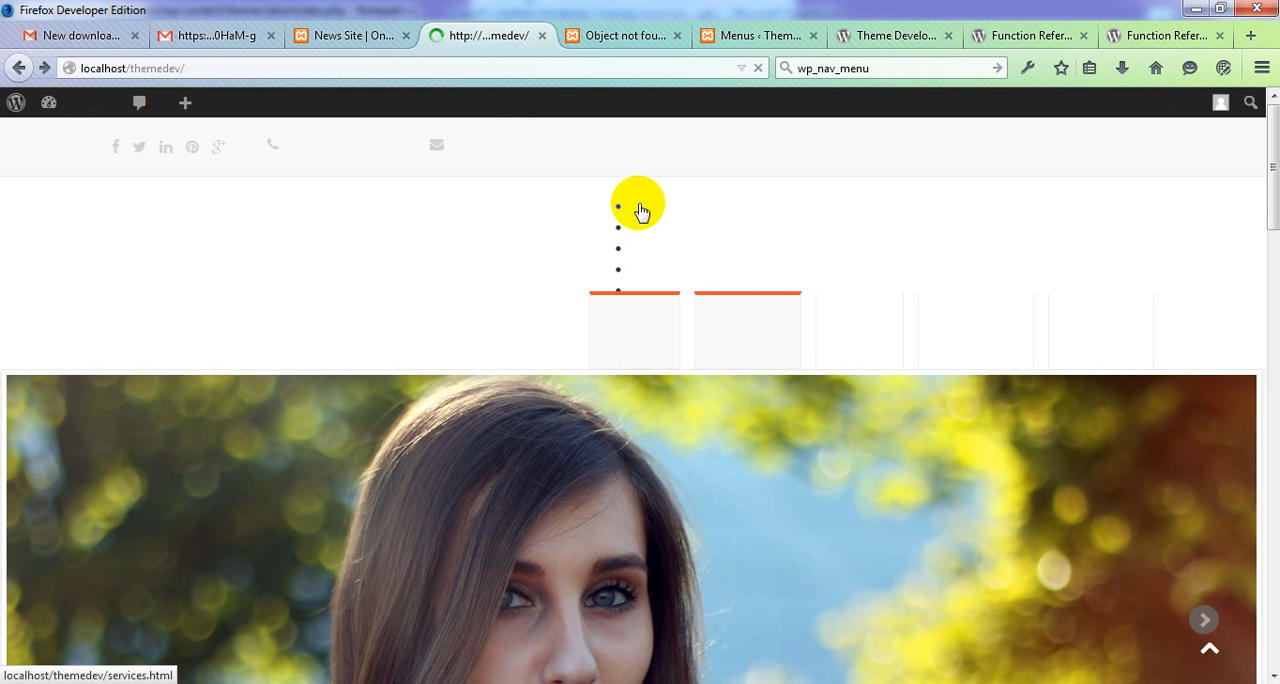 Firefox Developer Edition
New downloa... × https:...0HaM-g × News Site | On... × http://...medev/ × Object not fou... × Menus ‹ Them... × Theme Develo... × Function Refer... × Function Refer... × +
localhost/themedev/ wp_nav_menu
localhost/themedev/services.html